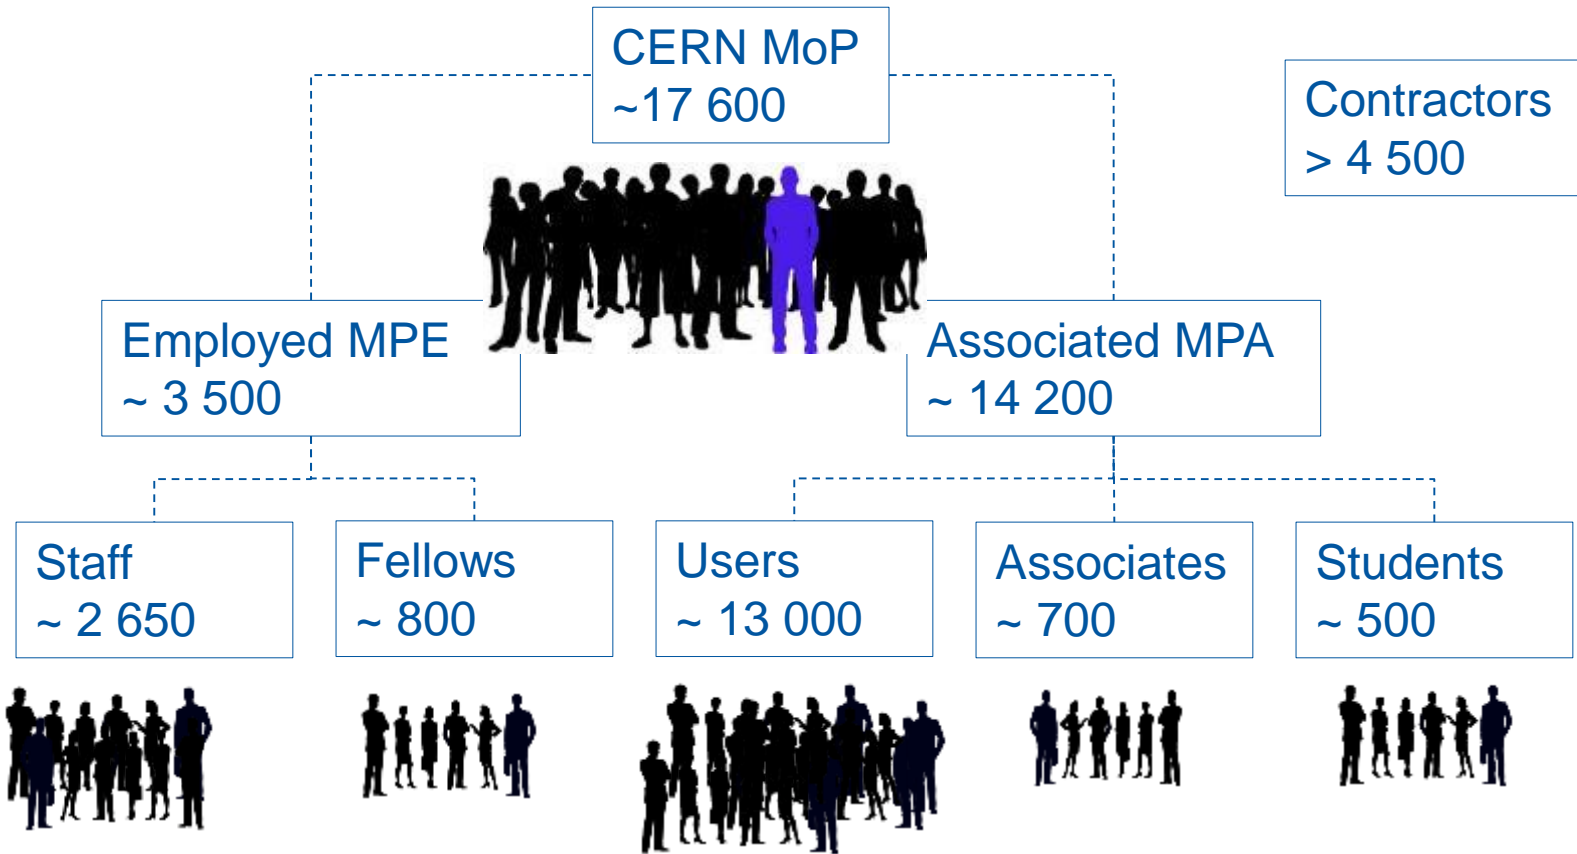 CERN MoP
~17 600
Contractors
> 4 500
Employed MPE
~ 3 500
Associated MPA
~ 14 200
Staff
~ 2 650
Fellows
~ 800
Users
~ 13 000
Associates
~ 700
Students
~ 500